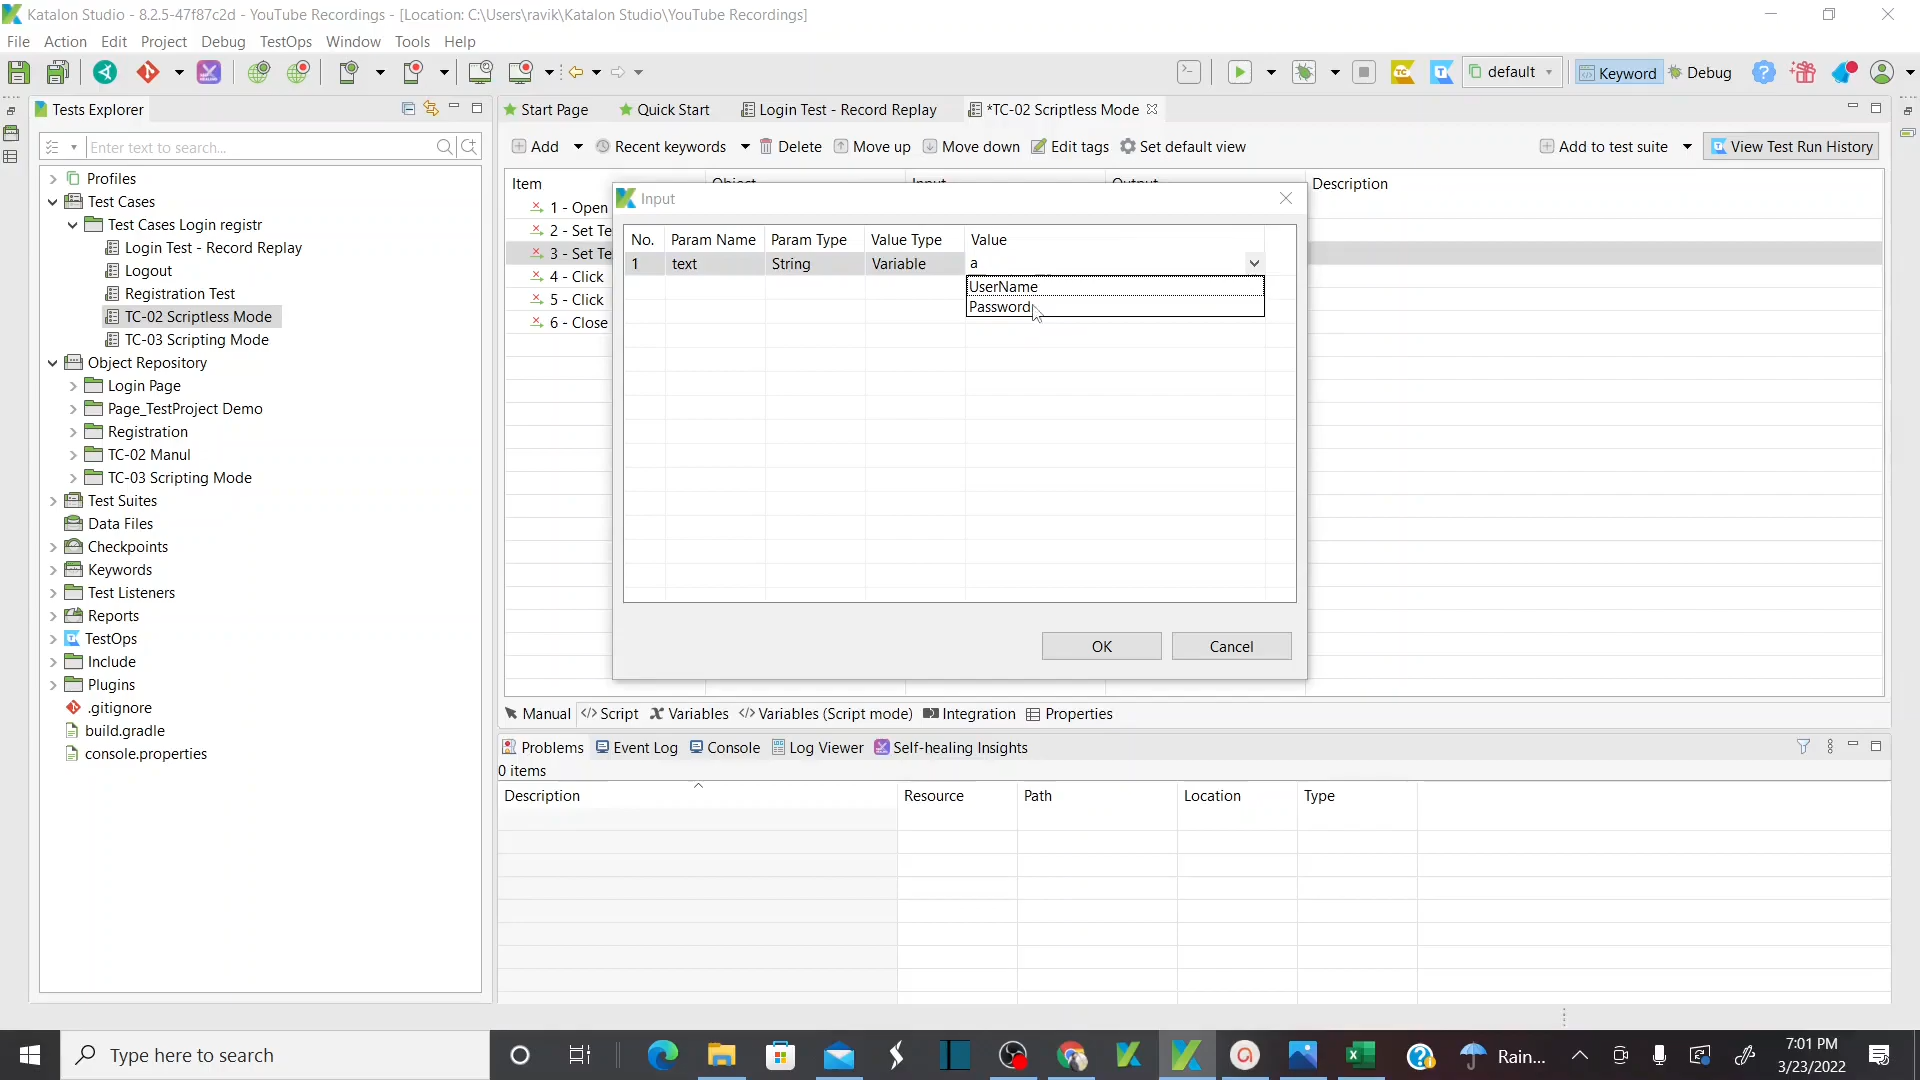 Katalon Studio - 8.2.5-47f87c2d - YouTube Recordings - [Location: C:\Users\ravik\Katalon Studio\YouTube Recordings]
File Action Edit Project Debug TestOps Window Tools Help
default Keyword Debug
Tests Explorer
Start Page Quick Start Login Test - Record Replay *TC-02 Scriptless Mode
Enter text to search...
Add Recent keywords Delete Move up Move down Edit tags Set default view Add to test suite View Test Run History
Profiles
Test Cases
Test Cases Login registr
Login Test - Record Replay
Logout
Registration Test
TC-02 Scriptless Mode
TC-03 Scripting Mode
Object Repository
Login Page
Page_TestProject Demo
Registration
TC-02 Manul
TC-03 Scripting Mode
Test Suites
Data Files
Checkpoints
Keywords
Test Listeners
Reports
TestOps
Include
Plugins
.gitignore
build.gradle
console.properties
Item Object Input Output Description
1 - Open
2 - Set Te
3 - Set Te
4 - Click
5 - Click
6 - Close
Input
No. Param Name Param Type Value Type Value
1 text String Variable a
UserName
Password
OK Cancel
Manual Script Variables Variables (Script mode) Integration Properties
Problems Event Log Console Log Viewer Self-healing Insights
0 items
Description Resource Path Location Type
Type here to search
Rain...
7:01 PM
3/23/2022